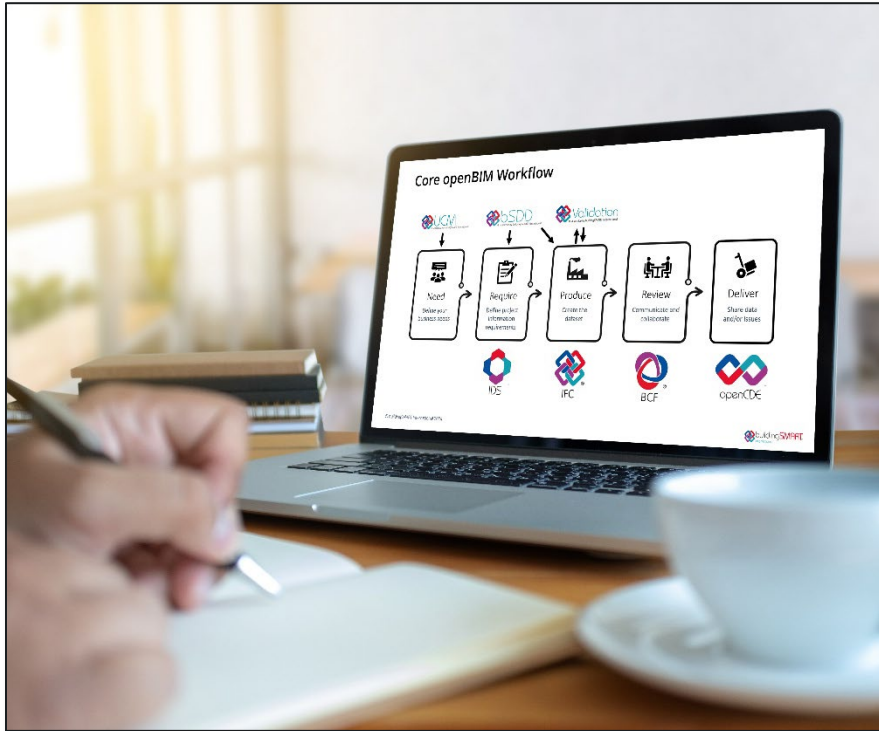 Core openBIM Workflow
UCM
bSDD
Validation
Need
Define your
business needs
Require
Define project
information
requirements
Produce
Create the
dataset
Review
Communicate and
collaborate
Deliver
Share data
and/or issues
IDS
IFC
®
BCF
®
openCDE
buildingSMART